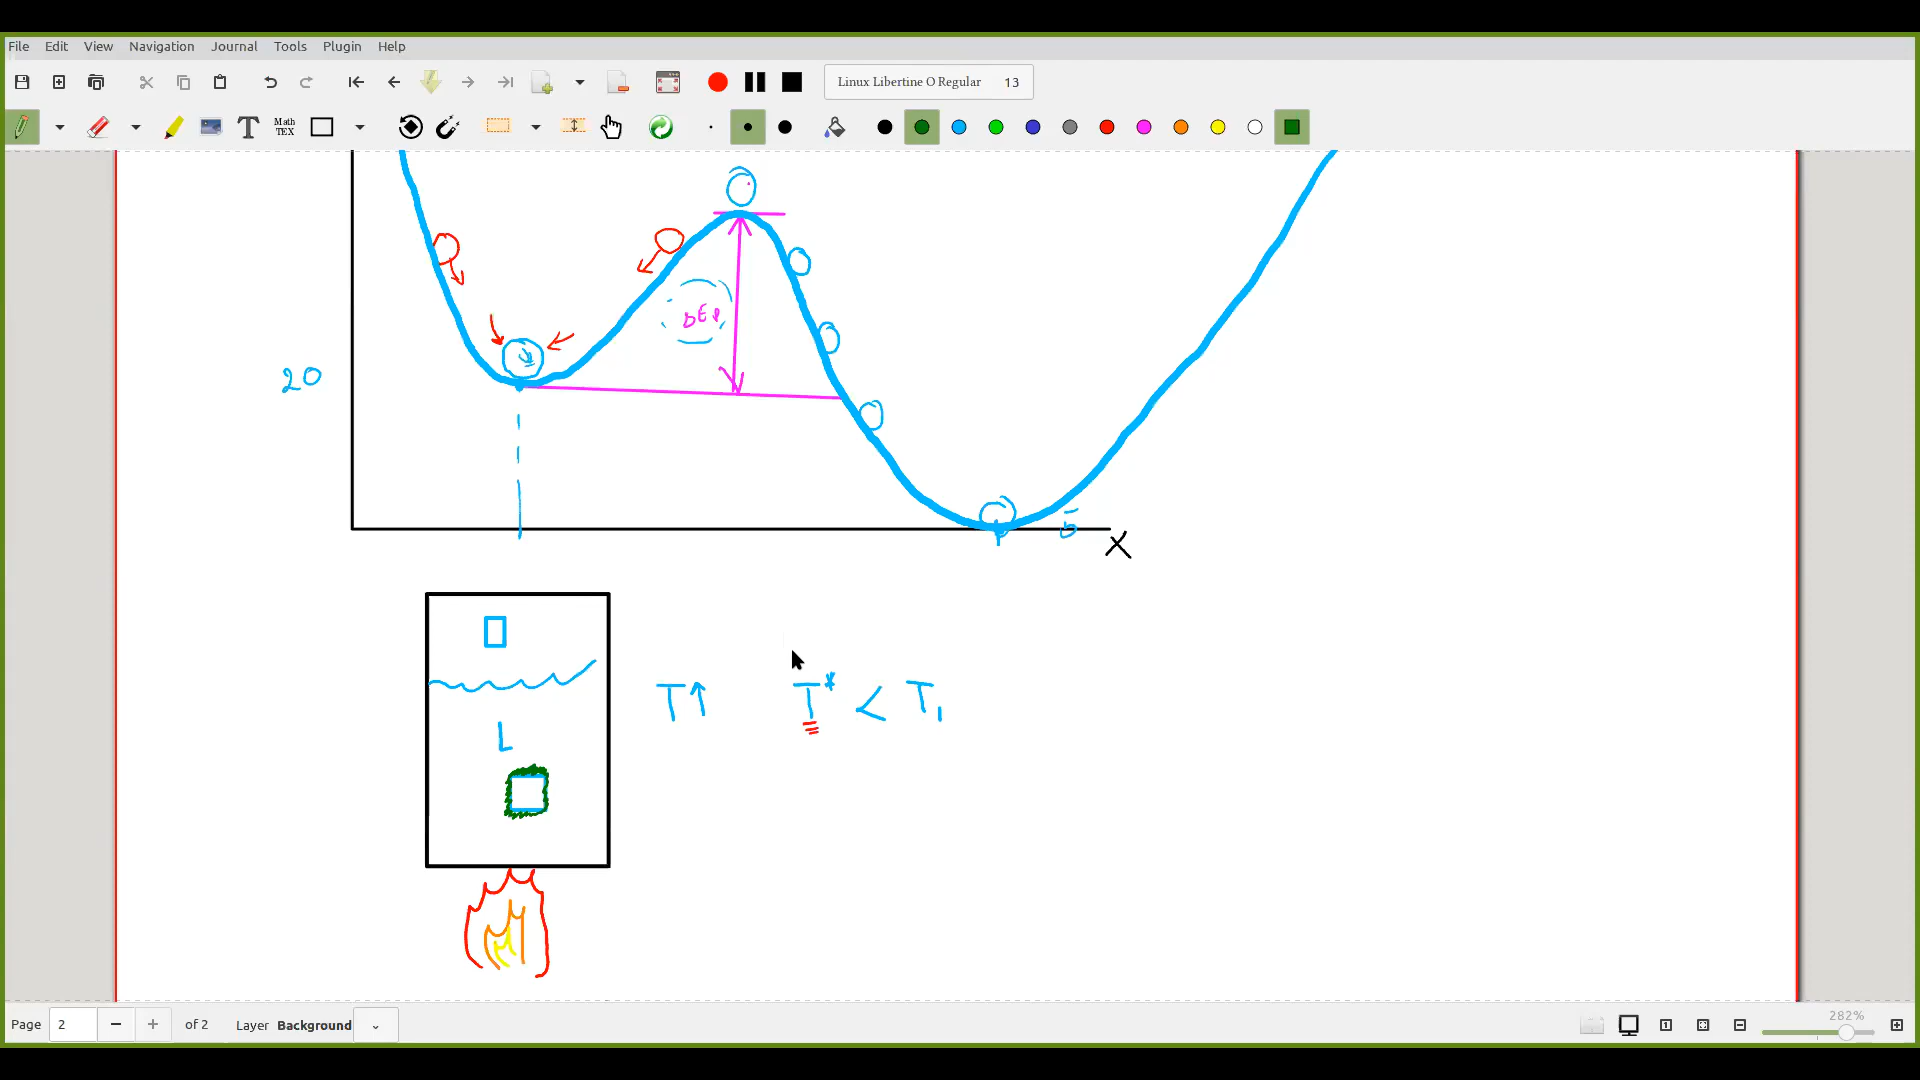 File Edit View Navigation Journal Tools Plugin Help
Linux Libertine O Regular 13
T Math TEX
20
ΔEp
X
L
T↑ T* < T₁
Page 2 of 2 Layer Background
282%